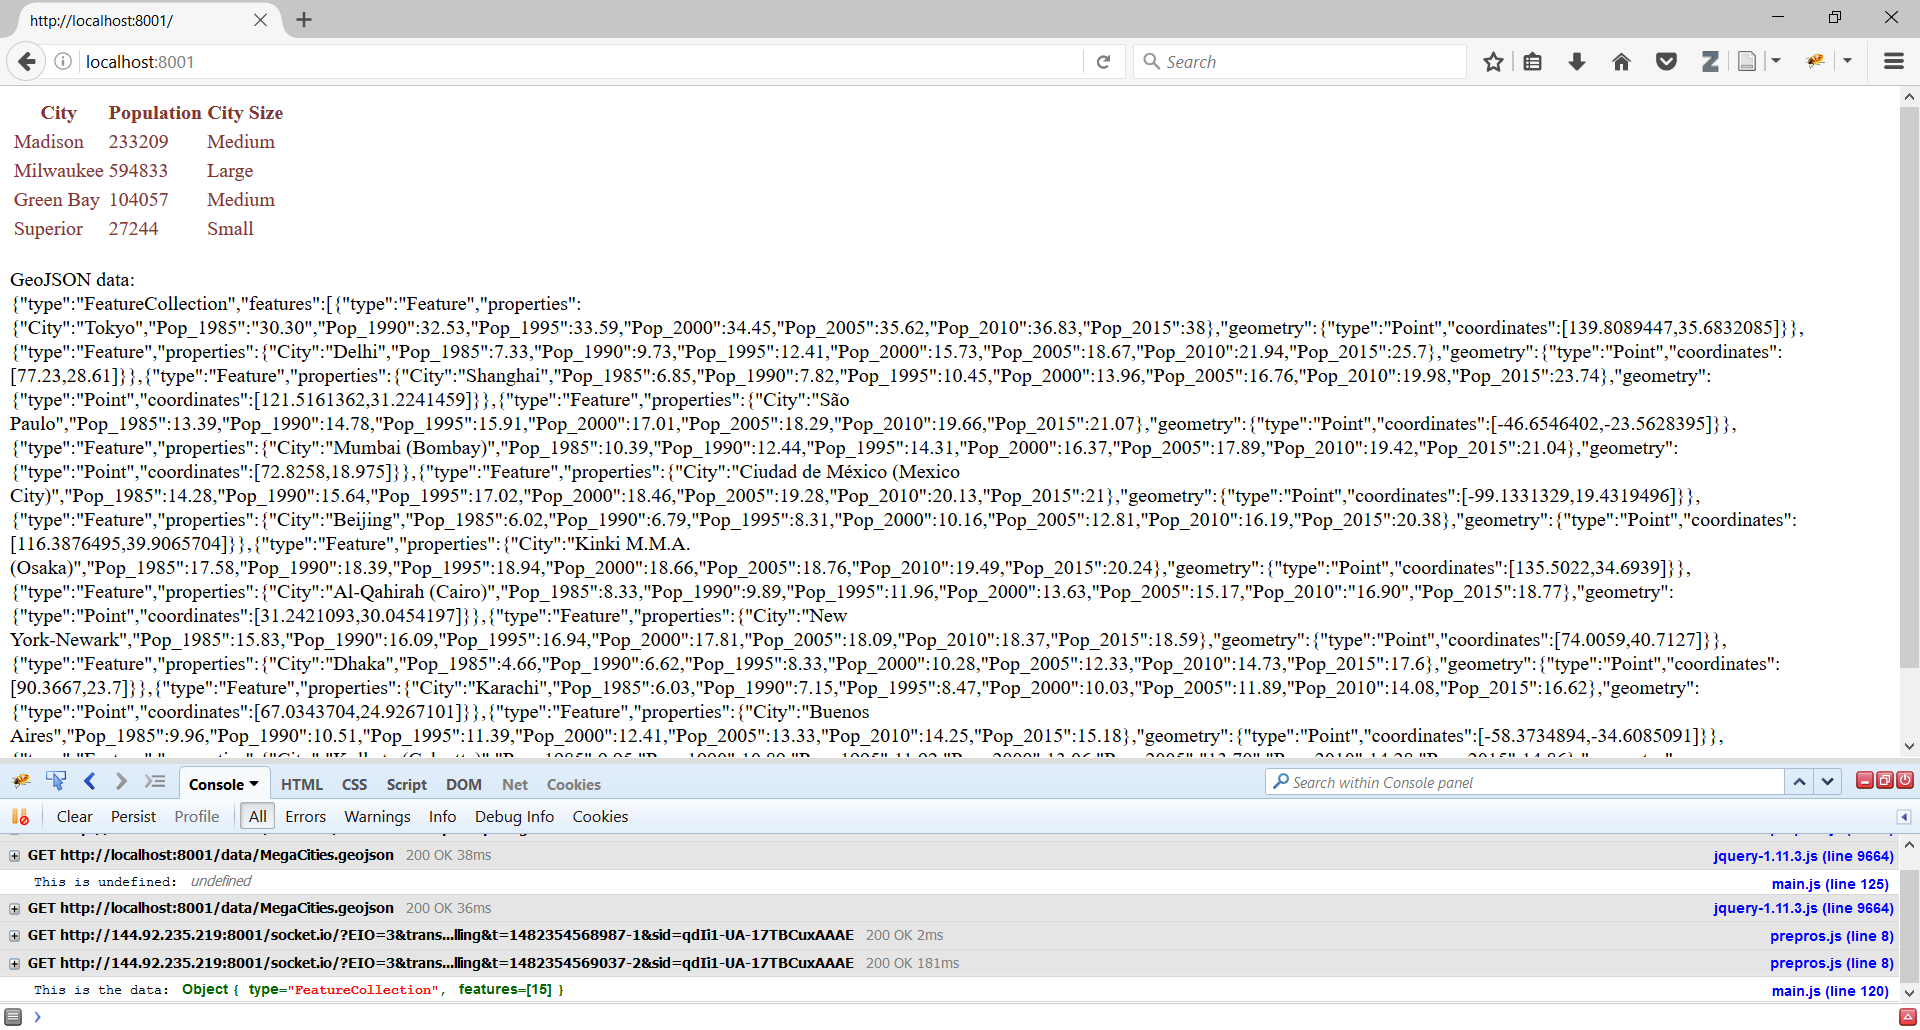 http://localhost:8001/
localhost:8001
Search
City Population City Size
Madison 233209 Medium
Milwaukee 594833 Large
Green Bay 104057 Medium
Superior 27244 Small
GeoJSON data:
{"type":"FeatureCollection","features":[{"type":"Feature","properties":
{"City":"Tokyo","Pop_1985":"30.30","Pop_1990":32.53,"Pop_1995":33.59,"Pop_2000":34.45,"Pop_2005":35.62,"Pop_2010":36.83,"Pop_2015":38},"geometry":{"type":"Point","coordinates":[139.8089447,35.6832085]}},
{"type":"Feature","properties":{"City":"Delhi","Pop_1985":7.33,"Pop_1990":9.73,"Pop_1995":12.41,"Pop_2000":15.73,"Pop_2005":18.67,"Pop_2010":21.94,"Pop_2015":25.7},"geometry":{"type":"Point","coordinates":
[77.23,28.61]}},{"type":"Feature","properties":{"City":"Shanghai","Pop_1985":6.85,"Pop_1990":7.82,"Pop_1995":10.45,"Pop_2000":13.96,"Pop_2005":16.76,"Pop_2010":19.98,"Pop_2015":23.74},"geometry":
{"type":"Point","coordinates":[121.5161362,31.2241459]}},{"type":"Feature","properties":{"City":"São
Paulo","Pop_1985":13.39,"Pop_1990":14.78,"Pop_1995":15.91,"Pop_2000":17.01,"Pop_2005":18.29,"Pop_2010":19.66,"Pop_2015":21.07},"geometry":{"type":"Point","coordinates":[-46.6546402,-23.5628395]}},
{"type":"Feature","properties":{"City":"Mumbai (Bombay)","Pop_1985":10.39,"Pop_1990":12.44,"Pop_1995":14.31,"Pop_2000":16.37,"Pop_2005":17.89,"Pop_2010":19.42,"Pop_2015":21.04},"geometry":
{"type":"Point","coordinates":[72.8258,18.975]}},{"type":"Feature","properties":{"City":"Ciudad de México (Mexico
City)","Pop_1985":14.28,"Pop_1990":15.64,"Pop_1995":17.02,"Pop_2000":18.46,"Pop_2005":19.28,"Pop_2010":20.13,"Pop_2015":21},"geometry":{"type":"Point","coordinates":[-99.1331329,19.4319496]}},
{"type":"Feature","properties":{"City":"Beijing","Pop_1985":6.02,"Pop_1990":6.79,"Pop_1995":8.31,"Pop_2000":10.16,"Pop_2005":12.81,"Pop_2010":16.19,"Pop_2015":20.38},"geometry":{"type":"Point","coordinates":
[116.3876495,39.9065704]}},{"type":"Feature","properties":{"City":"Kinki M.M.A.
(Osaka)","Pop_1985":17.58,"Pop_1990":18.39,"Pop_1995":18.94,"Pop_2000":18.66,"Pop_2005":18.76,"Pop_2010":19.49,"Pop_2015":20.24},"geometry":{"type":"Point","coordinates":[135.5022,34.6939]}},
{"type":"Feature","properties":{"City":"Al-Qahirah (Cairo)","Pop_1985":8.33,"Pop_1990":9.89,"Pop_1995":11.96,"Pop_2000":13.63,"Pop_2005":15.17,"Pop_2010":"16.90","Pop_2015":18.77},"geometry":
{"type":"Point","coordinates":[31.2421093,30.0454197]}},{"type":"Feature","properties":{"City":"New
York-Newark","Pop_1985":15.83,"Pop_1990":16.09,"Pop_1995":16.94,"Pop_2000":17.81,"Pop_2005":18.09,"Pop_2010":18.37,"Pop_2015":18.59},"geometry":{"type":"Point","coordinates":[74.0059,40.7127]}},
{"type":"Feature","properties":{"City":"Dhaka","Pop_1985":4.66,"Pop_1990":6.62,"Pop_1995":8.33,"Pop_2000":10.28,"Pop_2005":12.33,"Pop_2010":14.73,"Pop_2015":17.6},"geometry":{"type":"Point","coordinates":
[90.3667,23.7]}},{"type":"Feature","properties":{"City":"Karachi","Pop_1985":6.03,"Pop_1990":7.15,"Pop_1995":8.47,"Pop_2000":10.03,"Pop_2005":11.89,"Pop_2010":14.08,"Pop_2015":16.62},"geometry":
{"type":"Point","coordinates":[67.0343704,24.9267101]}},{"type":"Feature","properties":{"City":"Buenos
Aires","Pop_1985":9.96,"Pop_1990":10.51,"Pop_1995":11.39,"Pop_2000":12.41,"Pop_2005":13.33,"Pop_2010":14.25,"Pop_2015":15.18},"geometry":{"type":"Point","coordinates":[-58.3734894,-34.6085091]}},
Console HTML CSS Script DOM Net Cookies
Search within Console panel
Clear Persist Profile All Errors Warnings Info Debug Info Cookies
GET http://localhost:8001/data/MegaCities.geojson 200 OK 38ms jquery-1.11.3.js (line 9664)
This is undefined: undefined main.js (line 125)
GET http://localhost:8001/data/MegaCities.geojson 200 OK 36ms jquery-1.11.3.js (line 9664)
GET http://144.92.235.219:8001/socket.io/?EIO=3&trans...lling&t=1482354568987-1&sid=qdIi1-UA-17TBCuxAAAE 200 OK 2ms prepros.js (line 8)
GET http://144.92.235.219:8001/socket.io/?EIO=3&trans...lling&t=1482354569037-2&sid=qdIi1-UA-17TBCuxAAAE 200 OK 181ms prepros.js (line 8)
This is the data: Object { type="FeatureCollection", features=[15] } main.js (line 120)